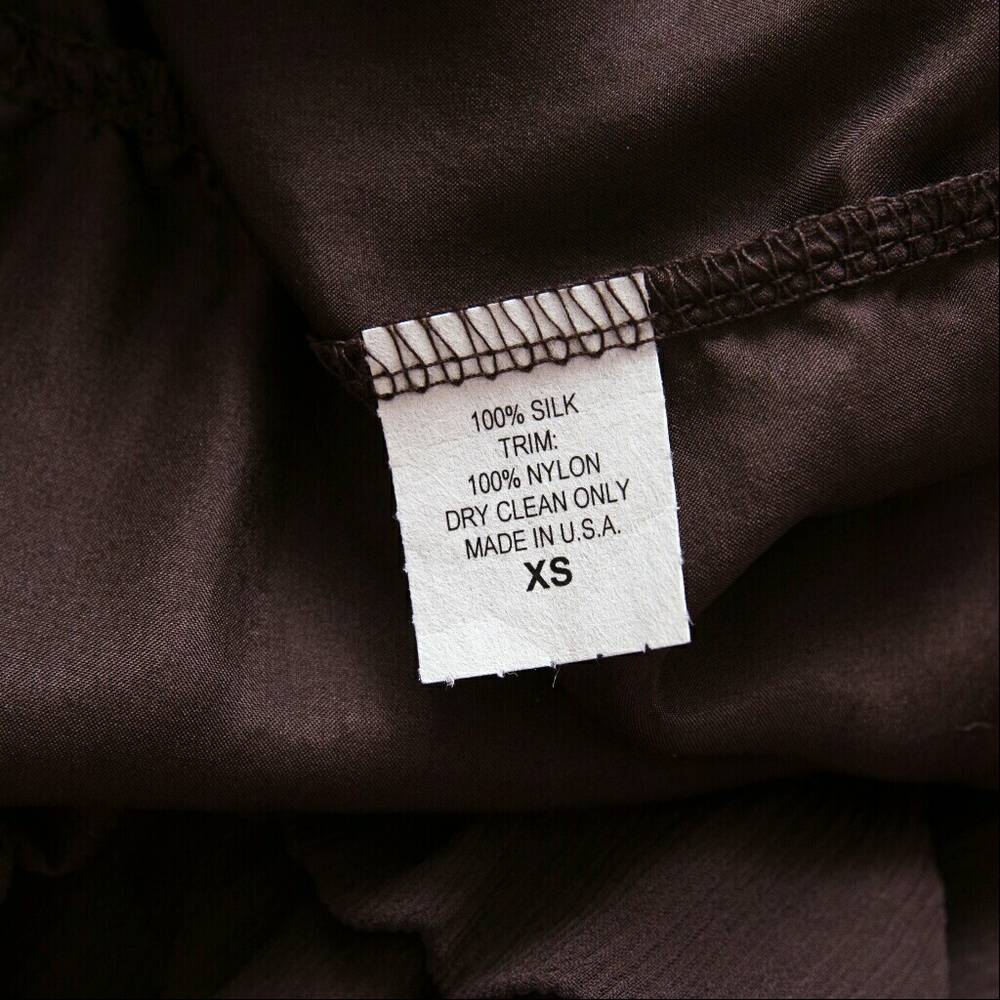 100% SILK
TRIM:
100% NYLON
DRY CLEAN ONLY
MADE IN U.S.A.
XS